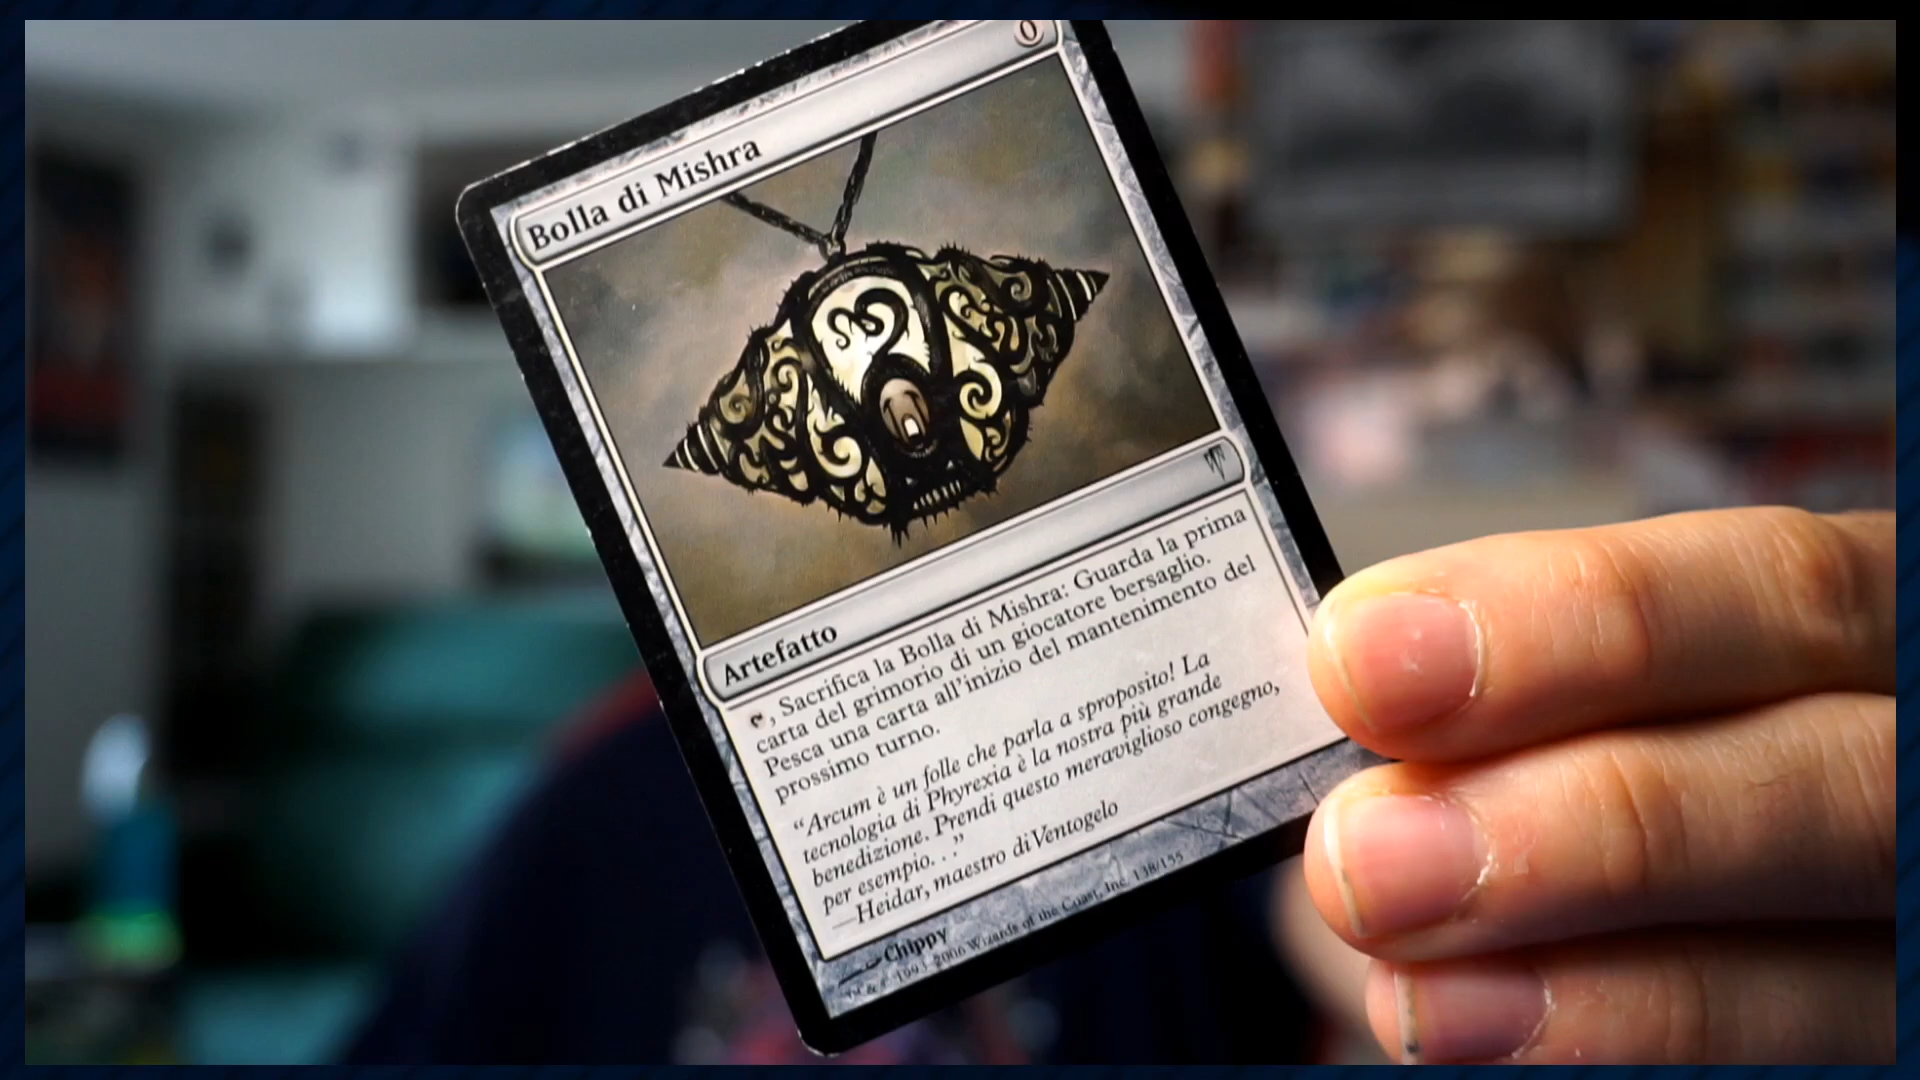 0
Bolla di Mishra
Artefatto
, Sacrifica la Bolla di Mishra: Guarda la prima
carta del grimorio di un giocatore bersaglio.
Pesca una carta all'inizio del mantenimento del
prossimo turno.
“Arcum è un folle che parla a sproposito! La
tecnologia di Phyrexia è la nostra più grande
benedizione. Prendi questo meraviglioso congegno,
per esempio. . .”
—Heidar, maestro di Ventogelo
Chippy
™ & © 1993–2006 Wizards of the Coast, Inc. 138/155